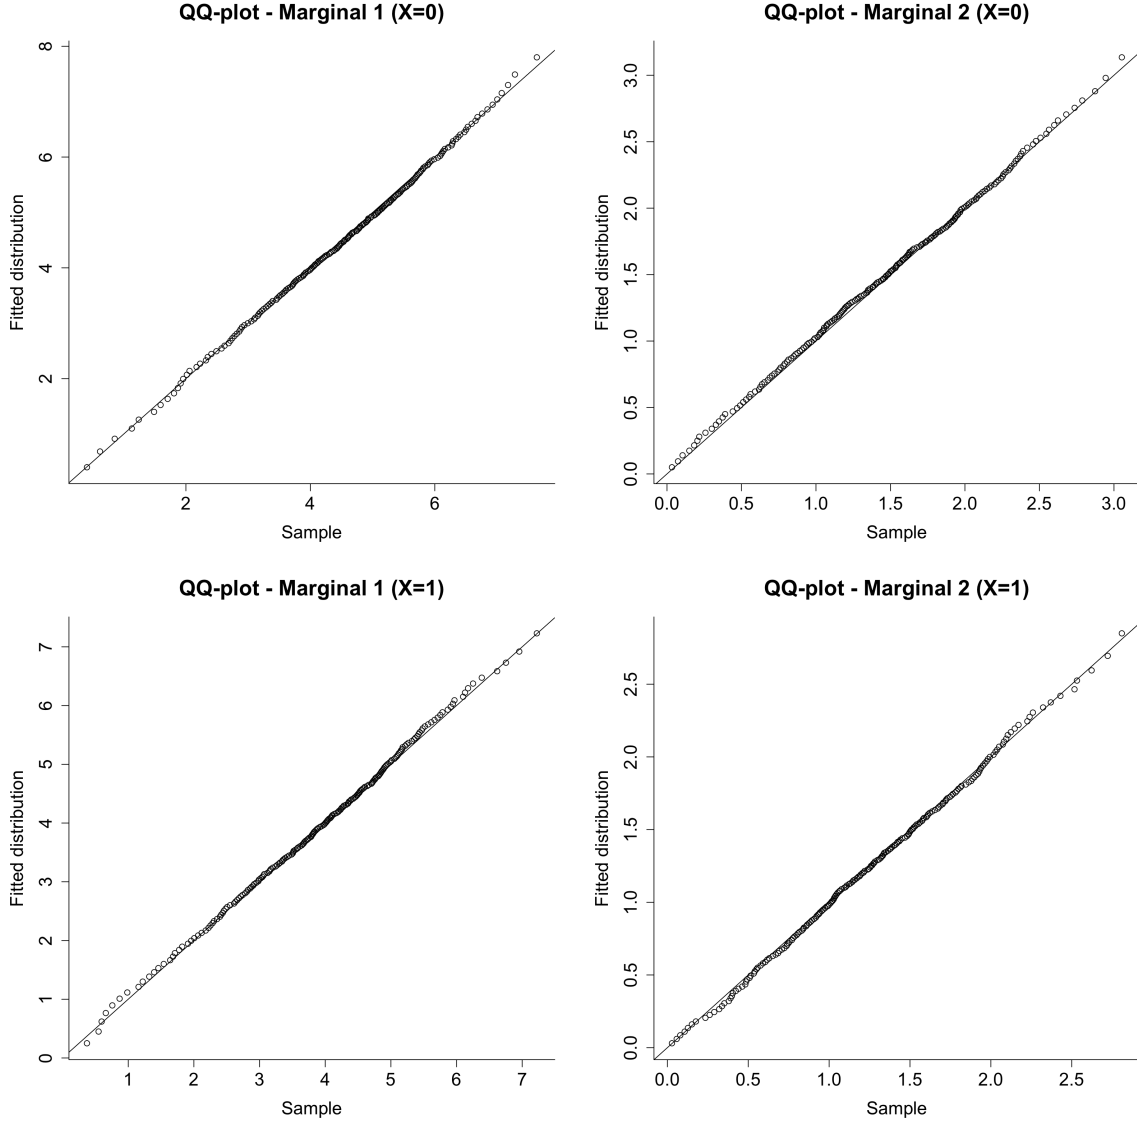 QQ-plot - Marginal 1 (X=0)
Fitted distribution
8
6
4
2
2 4 6
Sample
QQ-plot - Marginal 2 (X=0)
Fitted distribution
3.0
2.5
2.0
1.5
1.0
0.5
0.0
0.0 0.5 1.0 1.5 2.0 2.5 3.0
Sample
QQ-plot - Marginal 1 (X=1)
Fitted distribution
7
6
5
4
3
2
1
0
1 2 3 4 5 6 7
Sample
QQ-plot - Marginal 2 (X=1)
Fitted distribution
2.5
2.0
1.5
1.0
0.5
0.0
0.0 0.5 1.0 1.5 2.0 2.5
Sample